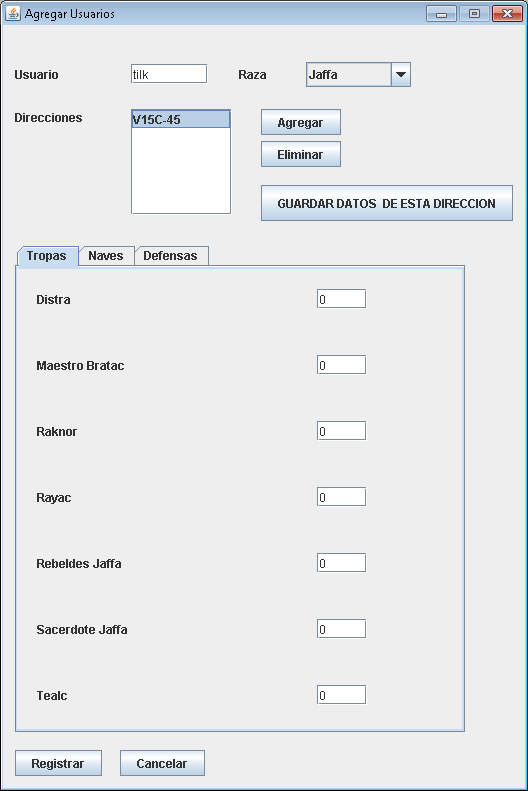 Agregar Usuarios
Usuario tilk Raza Jaffa
Direcciones V15C-45 Agregar
Eliminar
GUARDAR DATOS DE ESTA DIRECCION
Tropas Naves Defensas
Distra 0
Maestro Bratac 0
Raknor 0
Rayac 0
Rebeldes Jaffa 0
Sacerdote Jaffa 0
Tealc 0
Registrar Cancelar